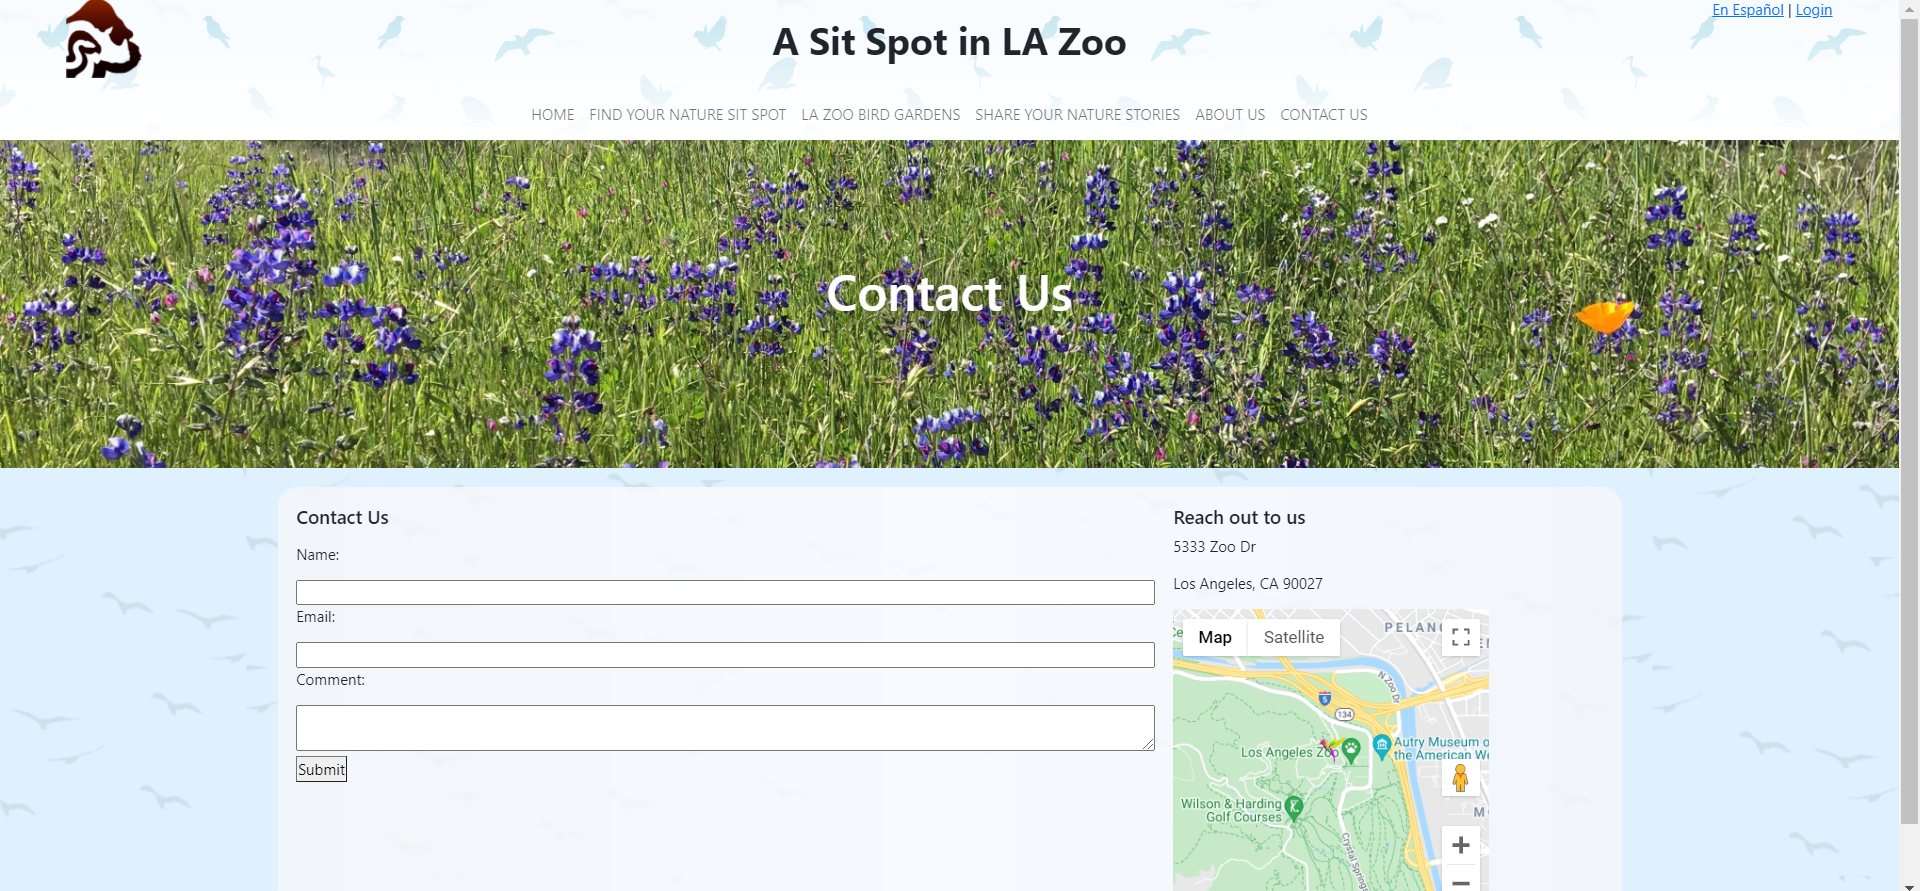 En Español | Login
A Sit Spot in LA Zoo
HOME FIND YOUR NATURE SIT SPOT LA ZOO BIRD GARDENS SHARE YOUR NATURE STORIES ABOUT US CONTACT US
Contact Us
Contact Us
Name:
Email:
Comment:
Submit
Reach out to us
5333 Zoo Dr
Los Angeles, CA 90027
Map Satellite
N Zoo Dr
5
134
Los Angeles Zoo
Autry Museum o
the American We
Wilson & Harding
Golf Courses
Crystal Springs